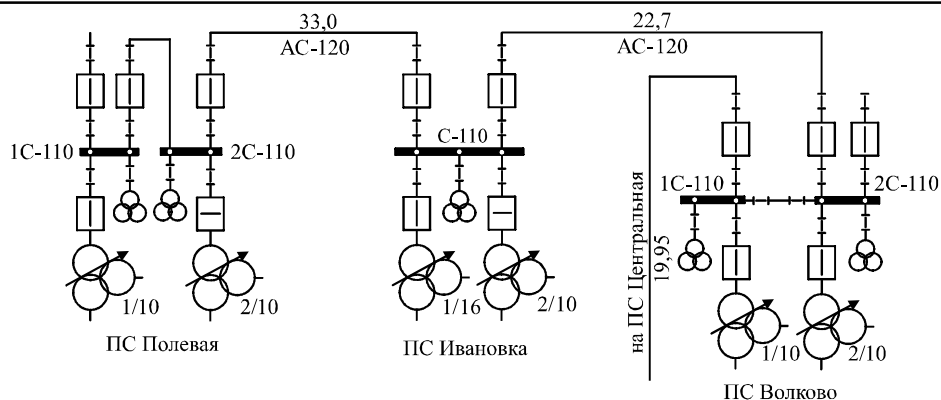 33,0
АС-120
22,7
АС-120
1С-110
2С-110
С-110
1С-110
2С-110
на ПС Центральная
19,95
1/10
2/10
1/16
2/10
1/10
2/10
ПС Полевая
ПС Ивановка
ПС Волково